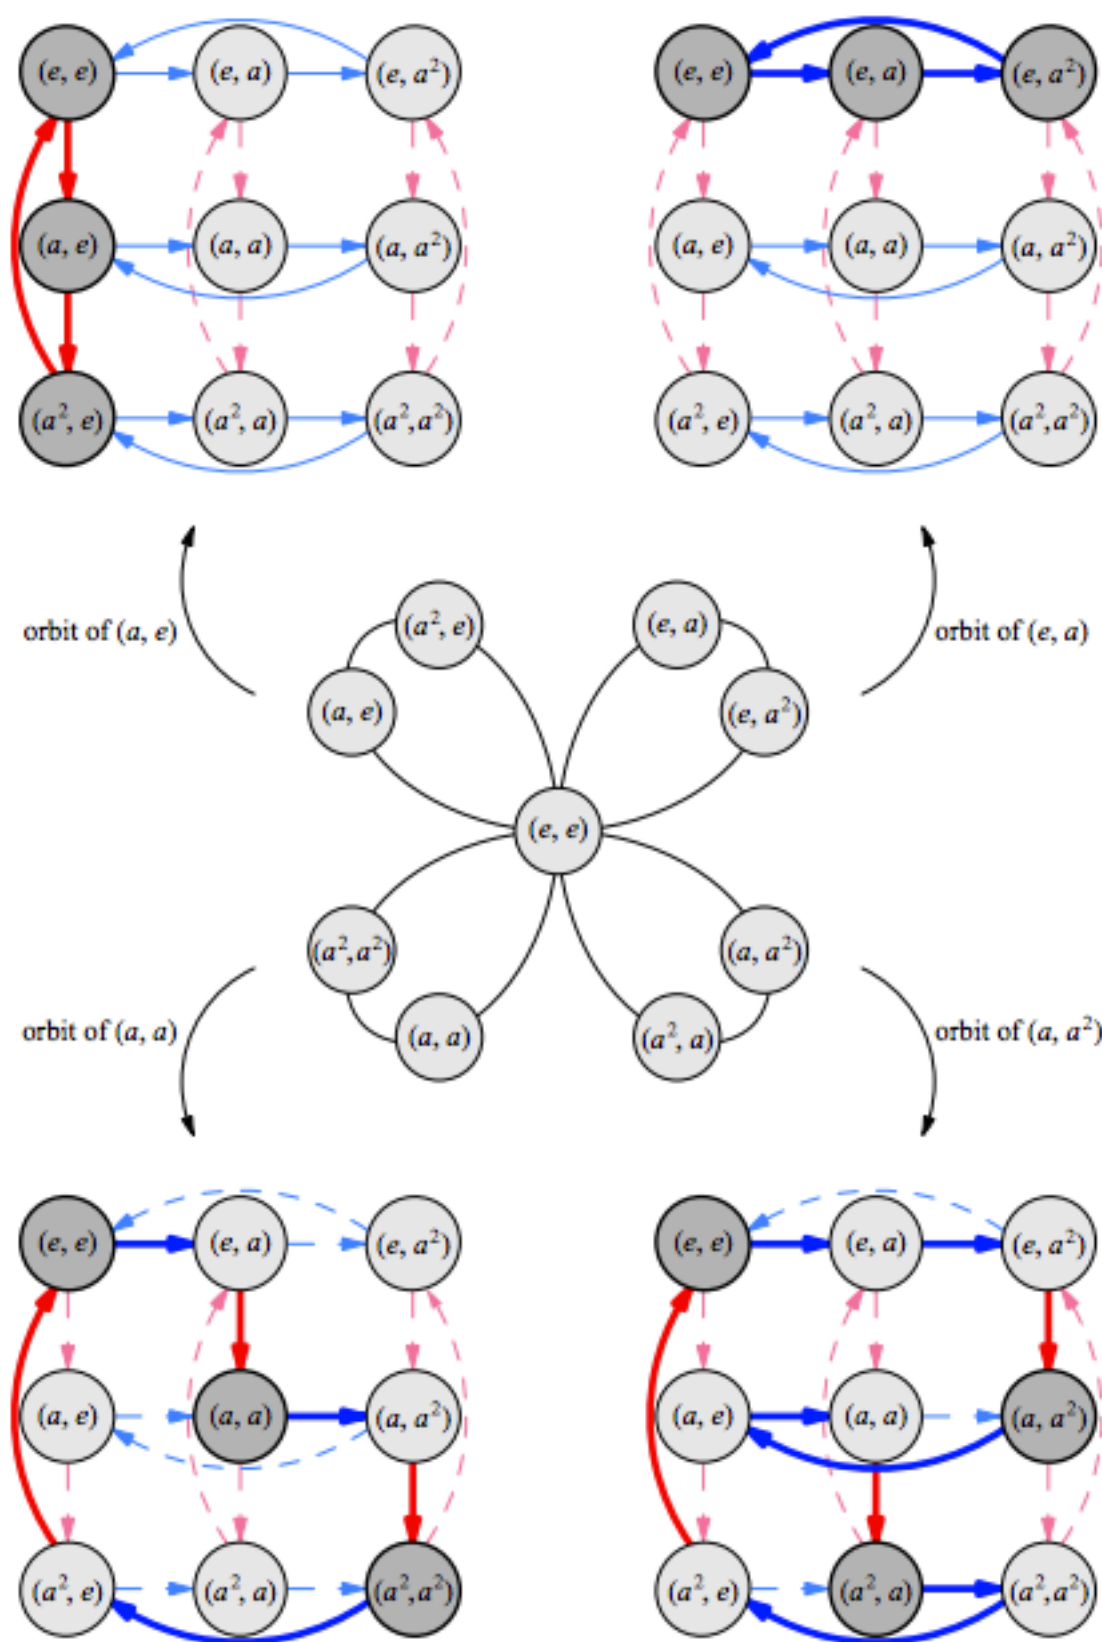 (e, e) (e, a) (e, a²) (e, e) (e, a) (e, a²)
(a, e) (a, a) (a, a²) (a, e) (a, a) (a, a²)
(a², e) (a², a) (a²,a²) (a², e) (a², a) (a²,a²)
(a², e) (e, a)
orbit of (a, e) orbit of (e, a)
(a, e) (e, a²)
(e, e)
(a²,a²) (a, a²)
orbit of (a, a) (a, a) (a², a) orbit of (a, a²)
(e, e) (e, a) (e, a²) (e, e) (e, a) (e, a²)
(a, e) (a, a) (a, a²) (a, e) (a, a) (a, a²)
(a², e) (a², a) (a²,a²) (a², e) (a², a) (a²,a²)